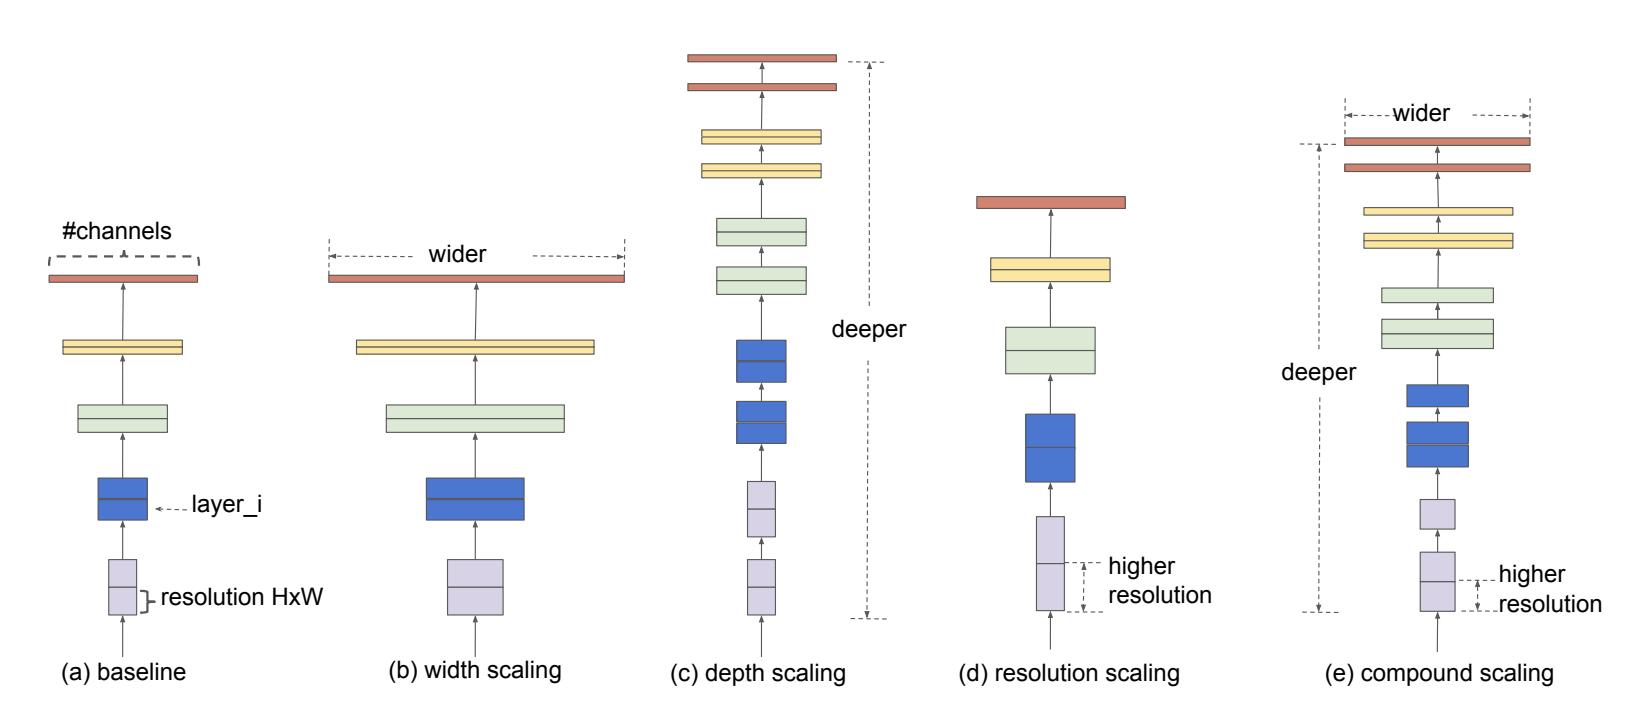 #channels
layer_i
resolution HxW
(a) baseline
wider
(b) width scaling
deeper
(c) depth scaling
higher
resolution
(d) resolution scaling
wider
deeper
higher
resolution
(e) compound scaling